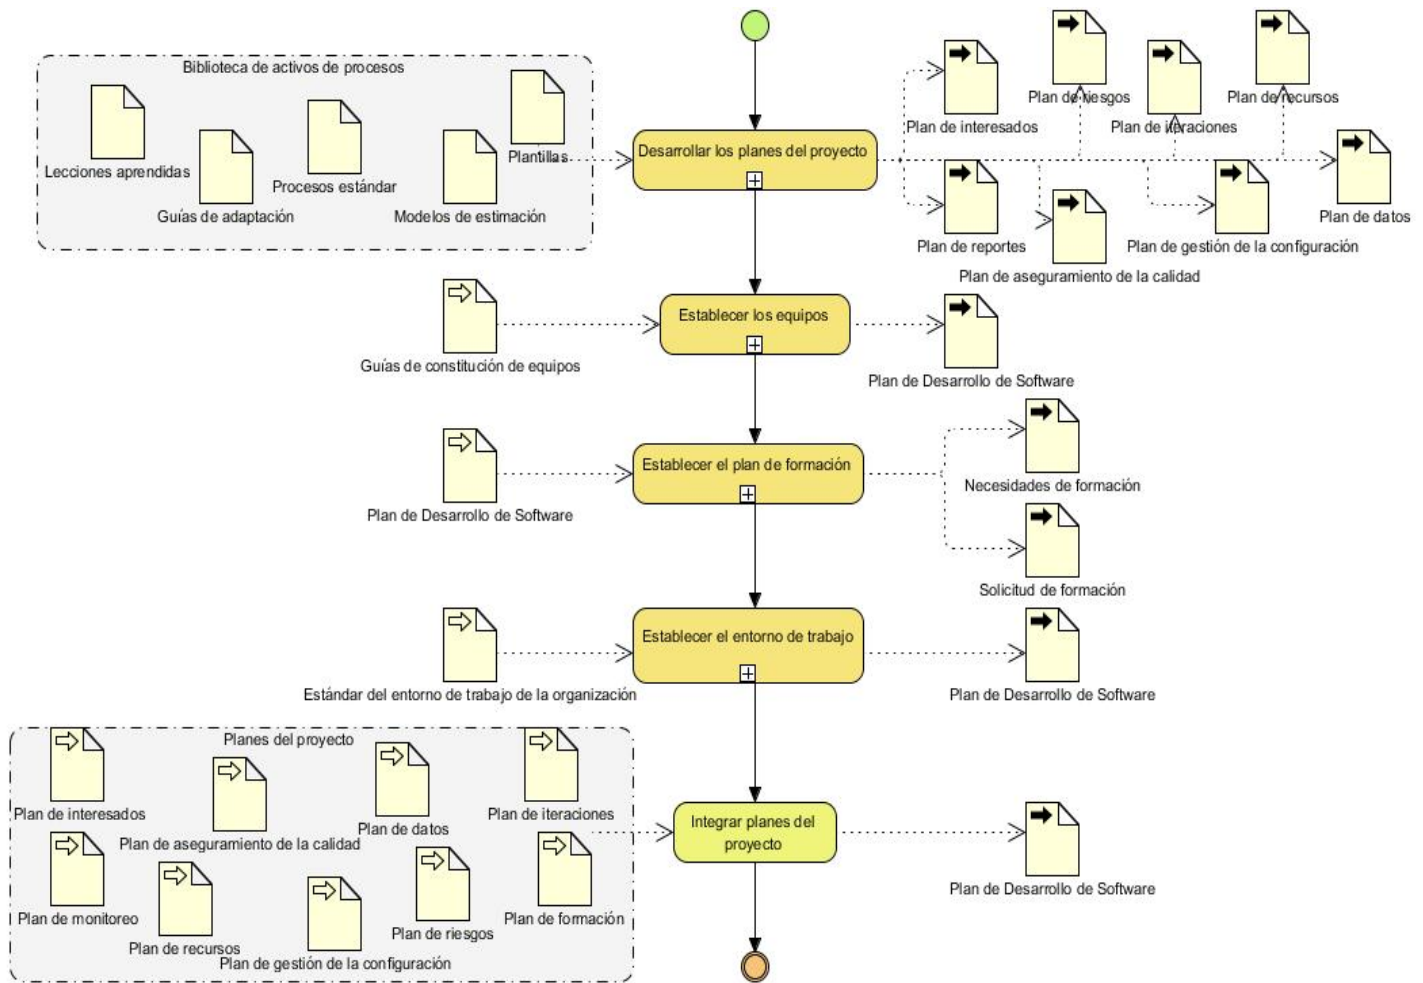 Biblioteca de activos de procesos
Lecciones aprendidas
Guías de adaptación
Procesos estándar
Modelos de estimación
Plantillas
Desarrollar los planes del proyecto
Plan de interesados
Plan de riesgos
Plan de iteraciones
Plan de recursos
Plan de reportes
Plan de aseguramiento de la calidad
Plan de gestión de la configuración
Plan de datos
Guías de constitución de equipos
Establecer los equipos
Plan de Desarrollo de Software
Plan de Desarrollo de Software
Establecer el plan de formación
Necesidades de formación
Solicitud de formación
Estándar del entorno de trabajo de la organización
Establecer el entorno de trabajo
Plan de Desarrollo de Software
Planes del proyecto
Plan de interesados
Plan de aseguramiento de la calidad
Plan de datos
Plan de iteraciones
Plan de monitoreo
Plan de recursos
Plan de gestión de la configuración
Plan de riesgos
Plan de formación
Integrar planes del
proyecto
Plan de Desarrollo de Software